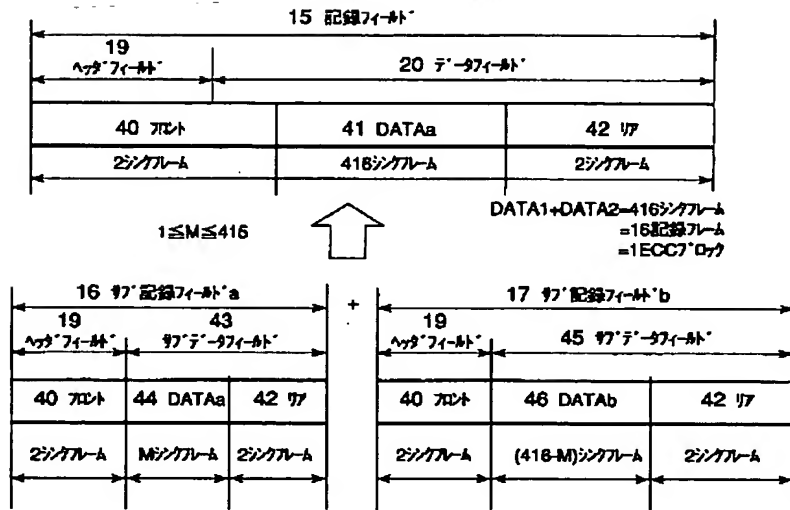 15 記録フィールド
19
ヘッダフィールド
20 データフィールド
40 フロント
41 DATAa
42 リア
2シンクフレーム
416シンクフレーム
2シンクフレーム
DATA1+DATA2=416シンクフレーム
=16記録フレーム
=1ECCブロック
1≦M≦415
16 サブ記録フィールドa
+
17 サブ記録フィールドb
19
ヘッダフィールド
43
サブデータフィールド
19
ヘッダフィールド
45 サブデータフィールド
40 フロント
44 DATAa
42 リア
40 フロント
46 DATAb
42 リア
2シンクフレーム
Mシンクフレーム
2シンクフレーム
2シンクフレーム
(416-M)シンクフレーム
2シンクフレーム